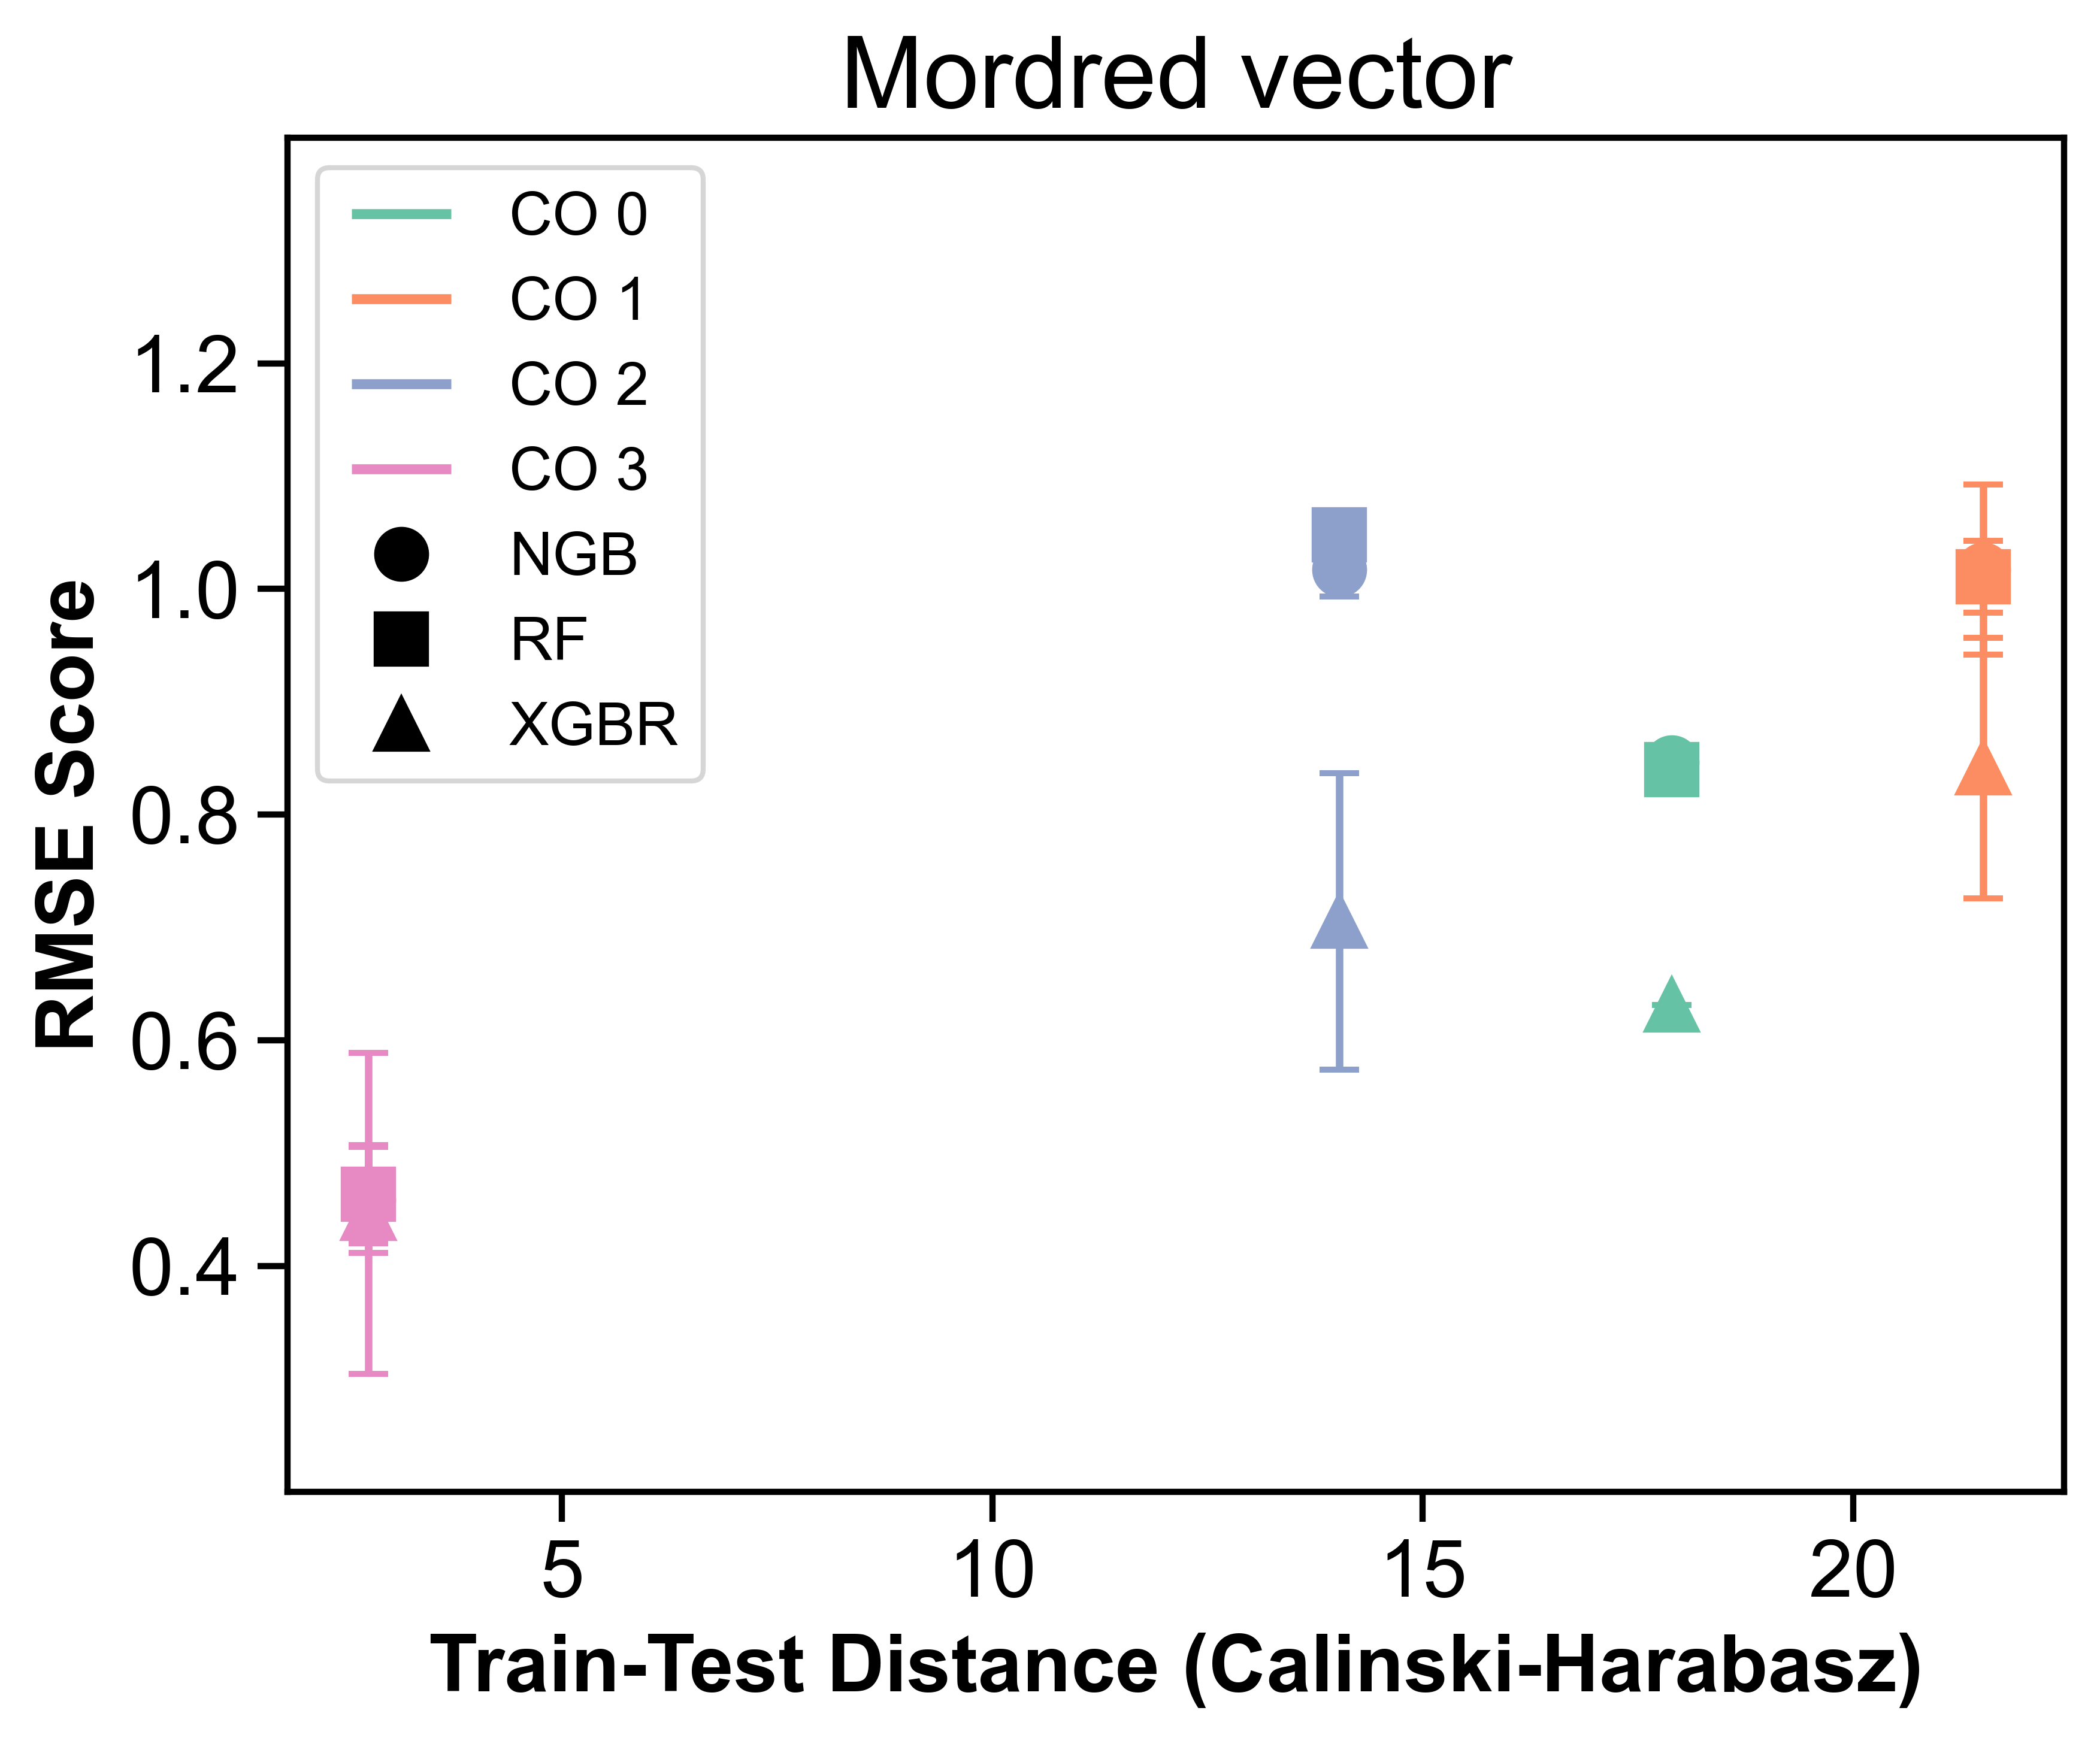 Mordred vector
CO 0
CO 1
CO 2
CO 3
NGB
RF
XGBR
1.2
1.0
0.8
0.6
0.4
RMSE Score
5
10
15
20
Train-Test Distance (Calinski-Harabasz)